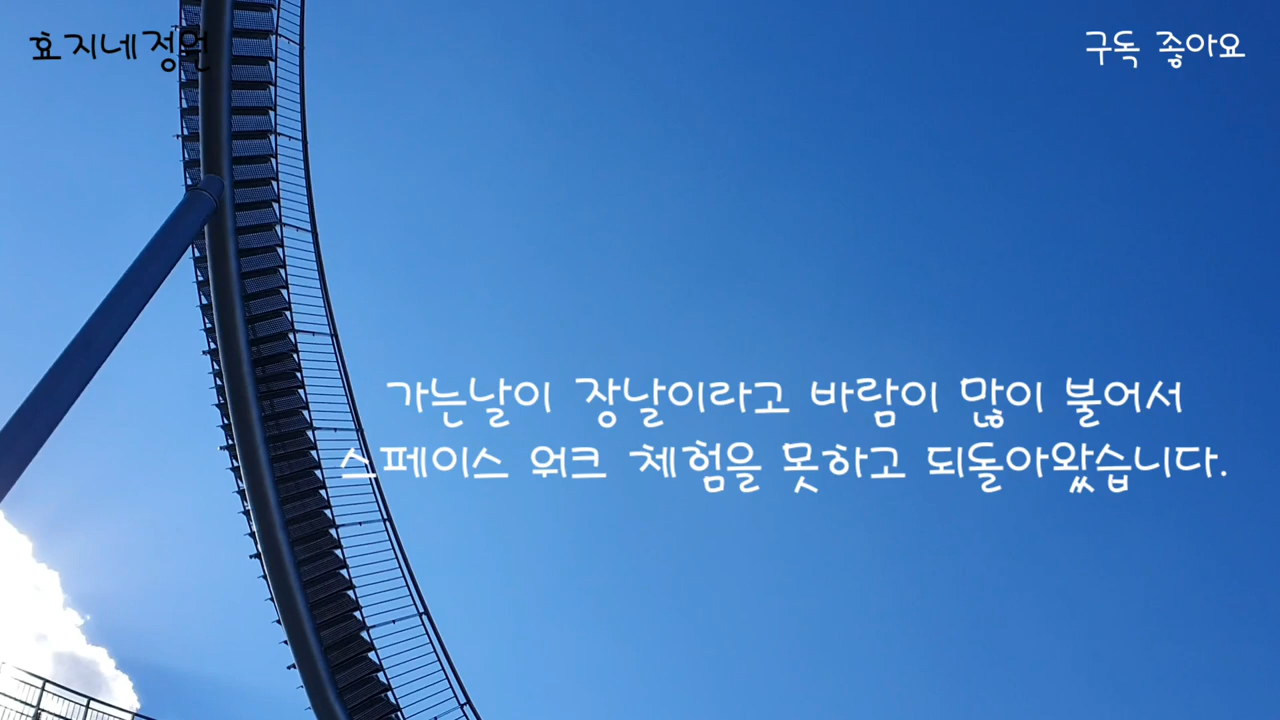 효지네정원
구독 좋아요
가는날이 장날이라고 바람이 많이 불어서
스페이스 워크 체험을 못하고 되돌아왔습니다.